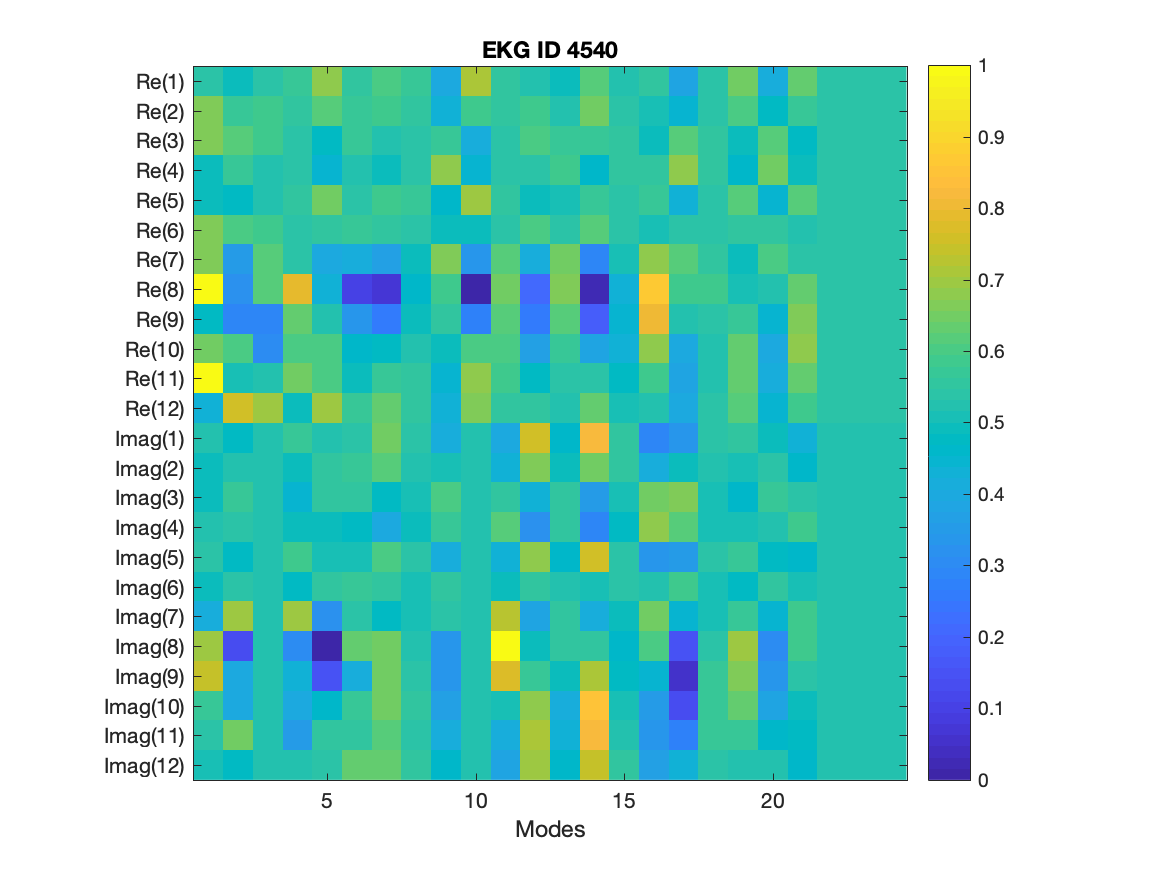 EKG ID 4540
Re(1)
Re(2)
Re(3)
Re(4)
Re(5)
Re(6)
Re(7)
Re(8)
Re(9)
Re(10)
Re(11)
Re(12)
Imag(1)
Imag(2)
Imag(3)
Imag(4)
Imag(5)
Imag(6)
Imag(7)
Imag(8)
Imag(9)
Imag(10)
Imag(11)
Imag(12)
5 10 15 20
Modes
1
0.9
0.8
0.7
0.6
0.5
0.4
0.3
0.2
0.1
0